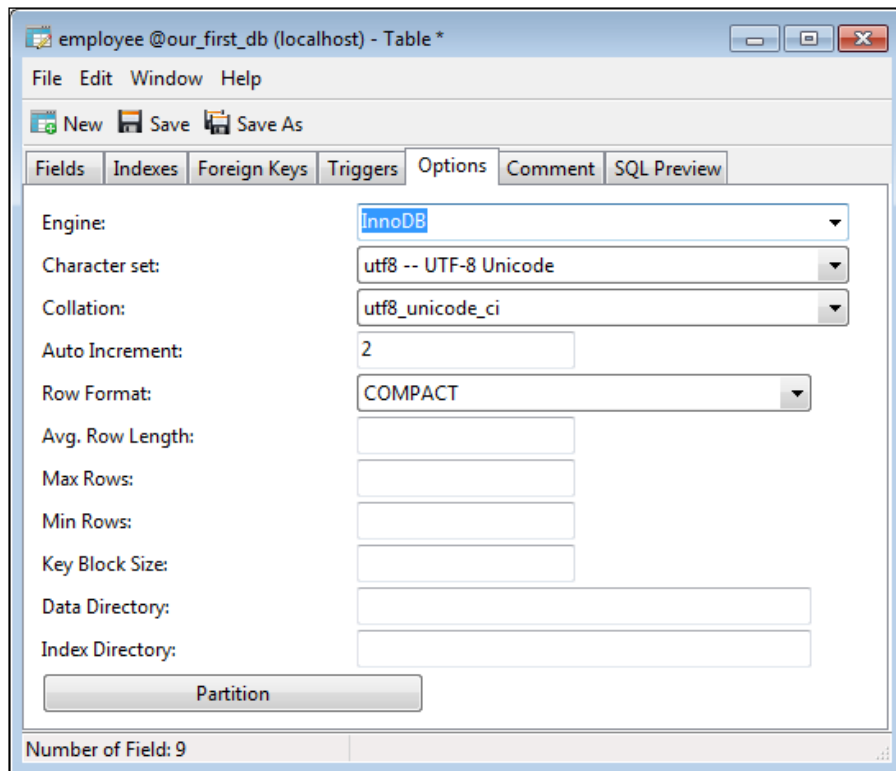 employee @our_first_db (localhost) - Table *
File Edit Window Help
New Save Save As
Fields Indexes Foreign Keys Triggers Options Comment SQL Preview
Engine: InnoDB
Character set: utf8 -- UTF-8 Unicode
Collation: utf8_unicode_ci
Auto Increment: 2
Row Format: COMPACT
Avg. Row Length:
Max Rows:
Min Rows:
Key Block Size:
Data Directory:
Index Directory:
Partition
Number of Field: 9